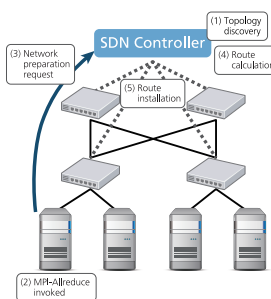 (1) Topology
discovery
(3) Network
preparation
request
SDN Controller
(4) Route
calculation
(5) Route
installation
(2) MPI-Allreduce
invoked